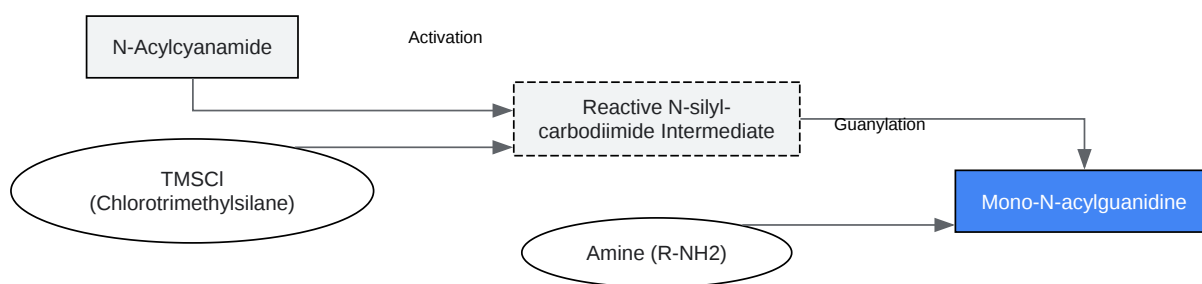 N-Acylcyanamide
Activation
Reactive N-silyl-
carbodiimide Intermediate
Guanylation
TMSCl
(Chlorotrimethylsilane)
Mono-N-acylguanidine
Amine (R-NH2)